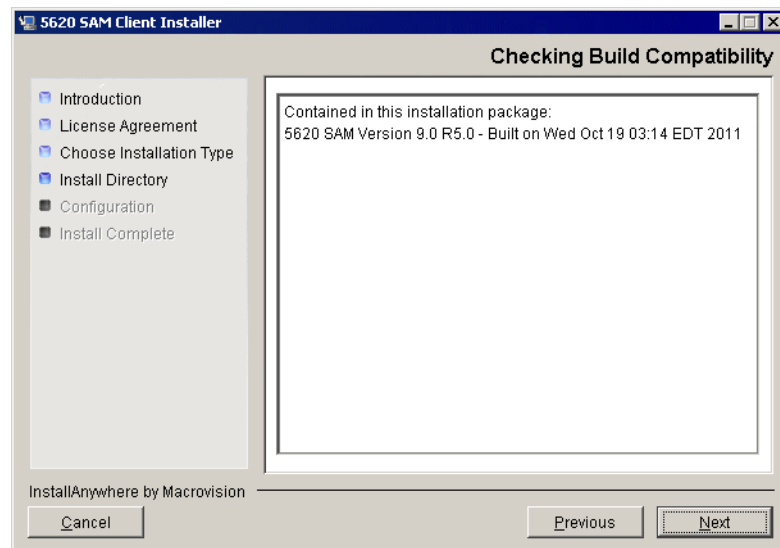 5620 SAM Client Installer
Checking Build Compatibility
Introduction
License Agreement
Choose Installation Type
Install Directory
Configuration
Install Complete
Contained in this installation package:
5620 SAM Version 9.0 R5.0 - Built on Wed Oct 19 03:14 EDT 2011
InstallAnywhere by Macrovision
Cancel
Previous
Next